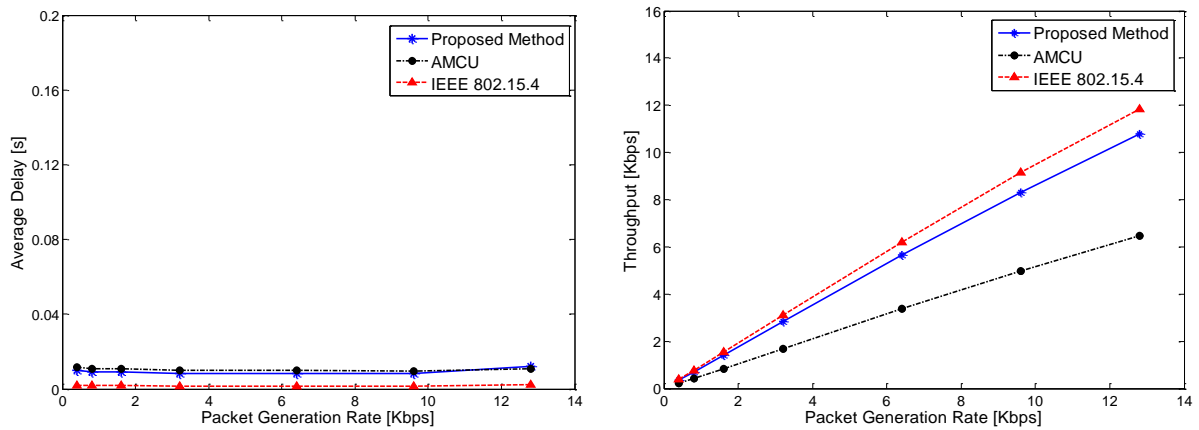 0.2
0.16
0.12
0.08
0.04
0
Average Delay [s]
0 2 4 6 8 10 12 14
Packet Generation Rate [Kbps]
Proposed Method
AMCU
IEEE 802.15.4
16
14
12
10
8
6
4
2
0
Throughput [Kbps]
0 2 4 6 8 10 12 14
Packet Generation Rate [Kbps]
Proposed Method
AMCU
IEEE 802.15.4